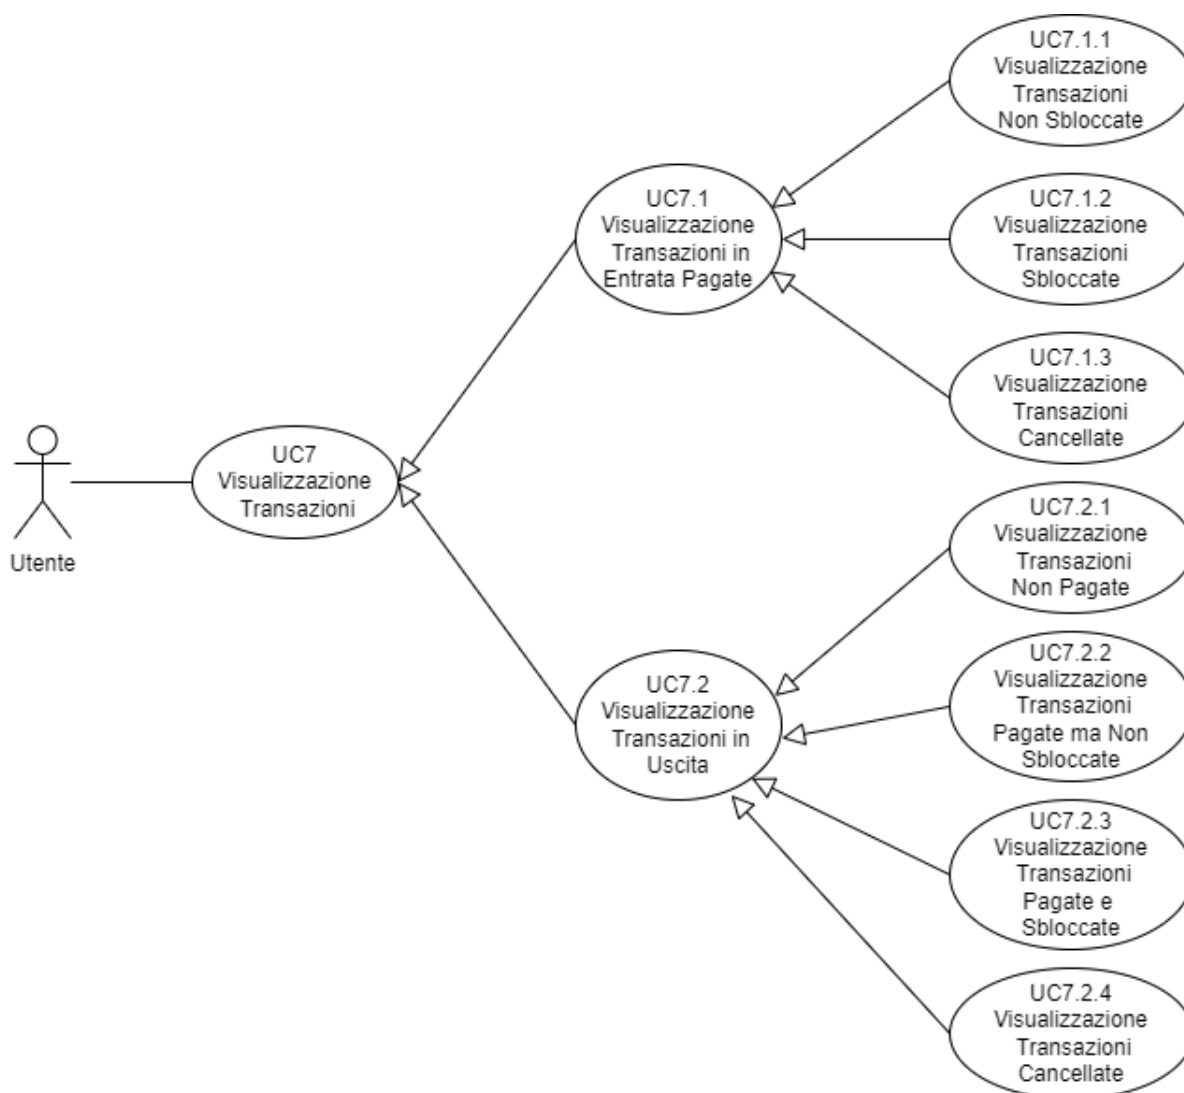 UC7.1.1
Visualizzazione
Transazioni
Non Sbloccate
UC7.1
Visualizzazione
Transazioni in
Entrata Pagate
UC7.1.2
Visualizzazione
Transazioni
Sbloccate
UC7.1.3
Visualizzazione
Transazioni
Cancellate
Utente
UC7
Visualizzazione
Transazioni
UC7.2.1
Visualizzazione
Transazioni
Non Pagate
UC7.2
Visualizzazione
Transazioni in
Uscita
UC7.2.2
Visualizzazione
Transazioni
Pagate ma Non
Sbloccate
UC7.2.3
Visualizzazione
Transazioni
Pagate e
Sbloccate
UC7.2.4
Visualizzazione
Transazioni
Cancellate